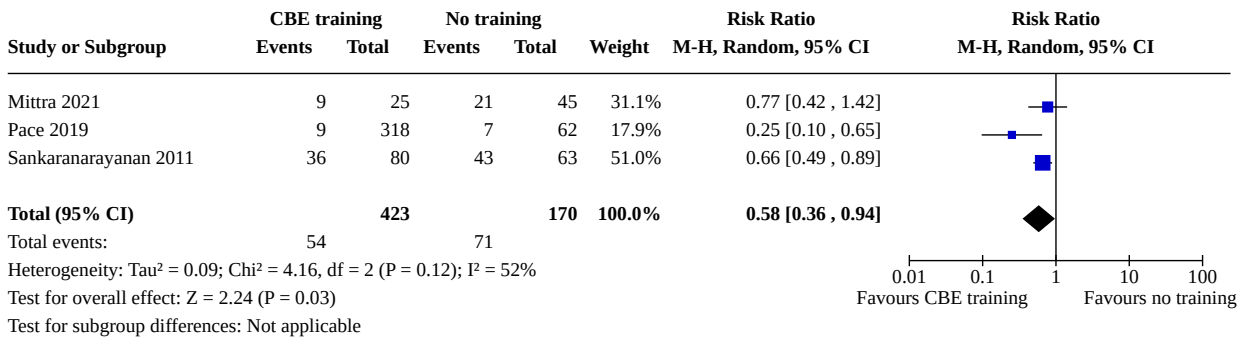 CBE training No training Risk Ratio Risk Ratio
Study or Subgroup Events Total Events Total Weight M-H, Random, 95% CI M-H, Random, 95% CI
Mittra 2021 9 25 21 45 31.1% 0.77 [0.42 , 1.42]
Pace 2019 9 318 7 62 17.9% 0.25 [0.10 , 0.65]
Sankaranarayanan 2011 36 80 43 63 51.0% 0.66 [0.49 , 0.89]
Total (95% CI) 423 170 100.0% 0.58 [0.36 , 0.94]
Total events: 54 71
Heterogeneity: Tau² = 0.09; Chi² = 4.16, df = 2 (P = 0.12); I² = 52%
0.01 0.1 1 10 100
Test for overall effect: Z = 2.24 (P = 0.03) Favours CBE training Favours no training
Test for subgroup differences: Not applicable